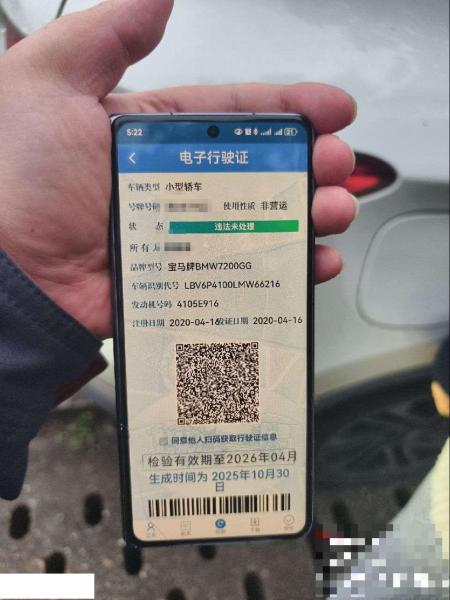 5:22
21
电子行驶证
车辆类型 小型轿车
号牌号码 使用性质 非营运
状 态 违法未处理
所 有 人
品牌型号 宝马牌BMW7200GG
车辆识别代号 LBV6P4100LMW66216
发动机号码 4105E916
注册日期 2020-04-16 发证日期 2020-04-16
同意他人扫码获取行驶证信息
检验有效期至2026年04月
生成时间为 2025年10月30
日